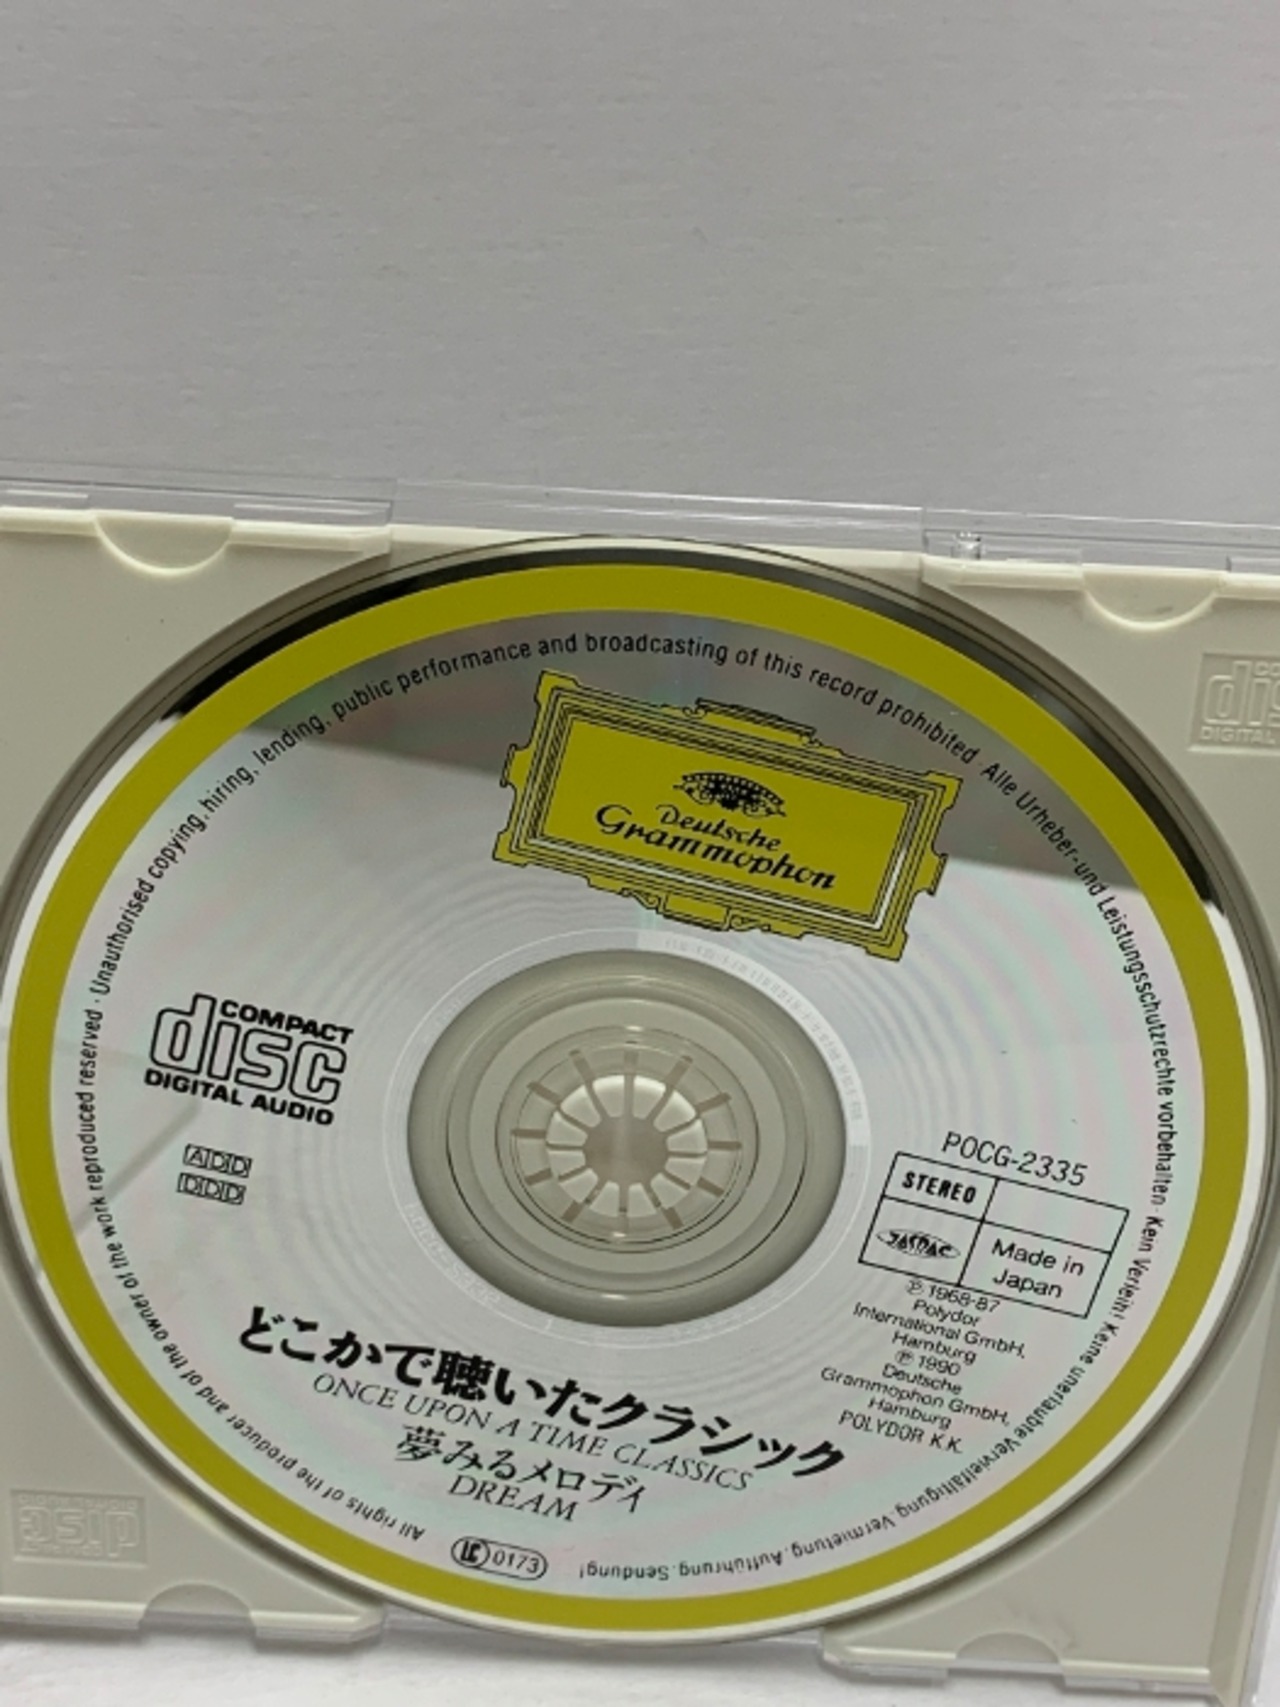 Unauthorised copying, hiring, lending, public performance and broadcasting of this record prohibited. Alle Urheber- und Leistungsschutzrechte vorbehalten · Kein Verleih! Keine unerlaubte Vervielfältigung, Vermietung, Aufführung, Sendung!
Deutsche
Grammophon
COMPACT
disc
DIGITAL AUDIO
ADD
DDD
POCG-2335
STEREO
JASRAC
Made in
Japan
Ⓟ 1968-87
Polydor
International GmbH,
Hamburg
Ⓟ 1990
Deutsche
Grammophon GmbH,
Hamburg
POLYDOR K.K.
どこかで聴いたクラシック
ONCE UPON A TIME CLASSICS
夢みるメロディ
DREAM
LC 0173
All rights of the producer and of the owner of the work reproduced reserved ·